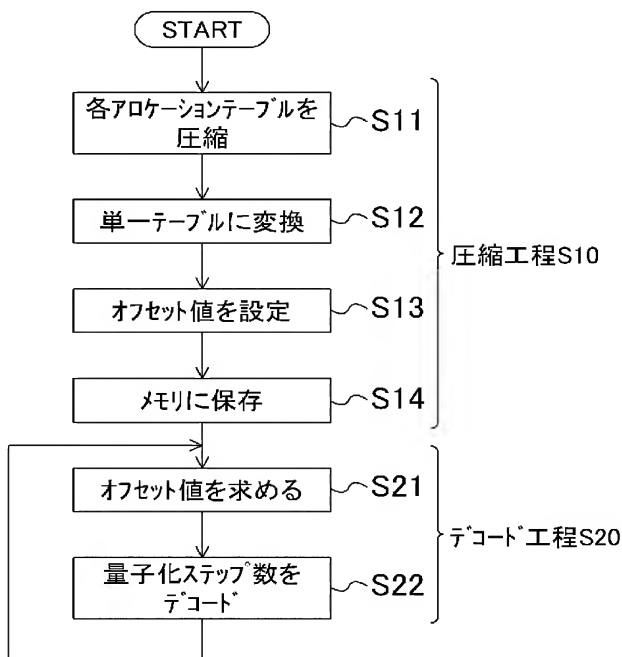 START
各アロケーションテーブルを
圧縮
S11
単一テーブルに変換
S12
圧縮工程S10
オフセット値を設定
S13
メモリに保存
S14
オフセット値を求める
S21
デコード工程S20
量子化ステップ数を
デコード
S22